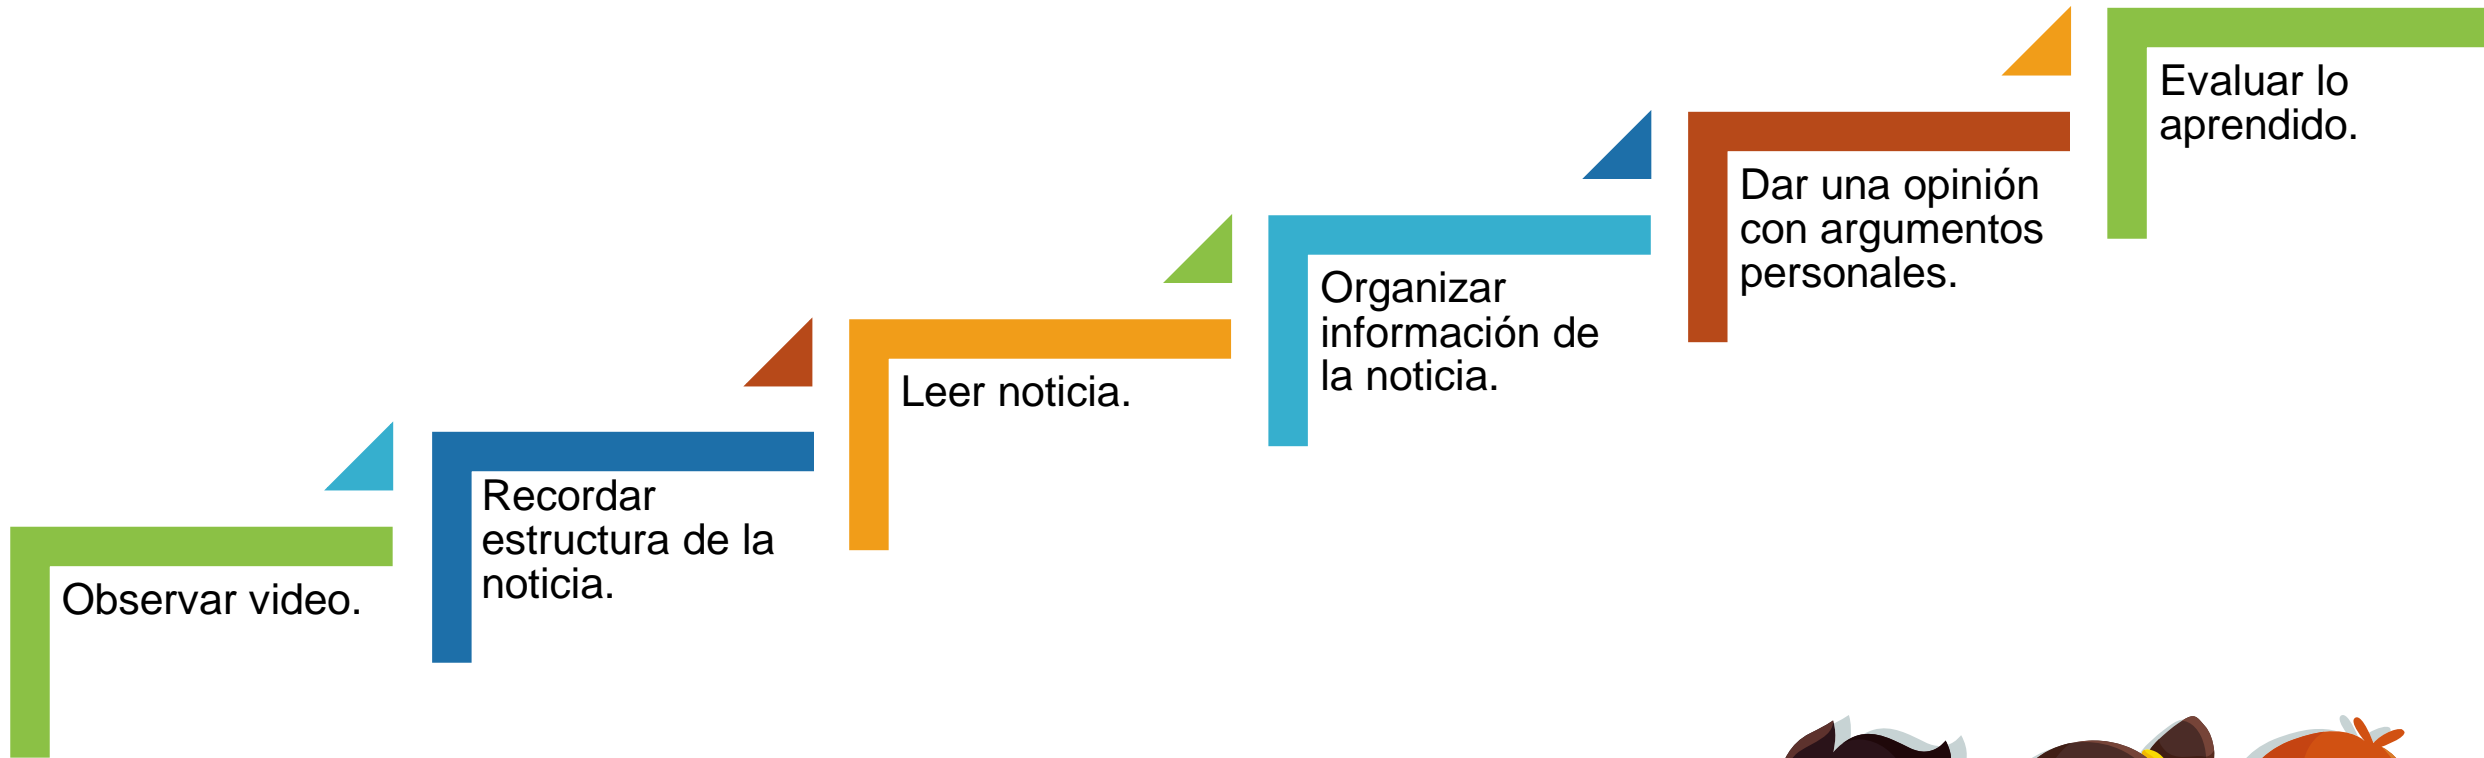 Observar video.
Recordar
estructura de la
noticia.
Leer noticia.
Organizar
información de
la noticia.
Dar una opinión
con argumentos
personales.
Evaluar lo
aprendido.